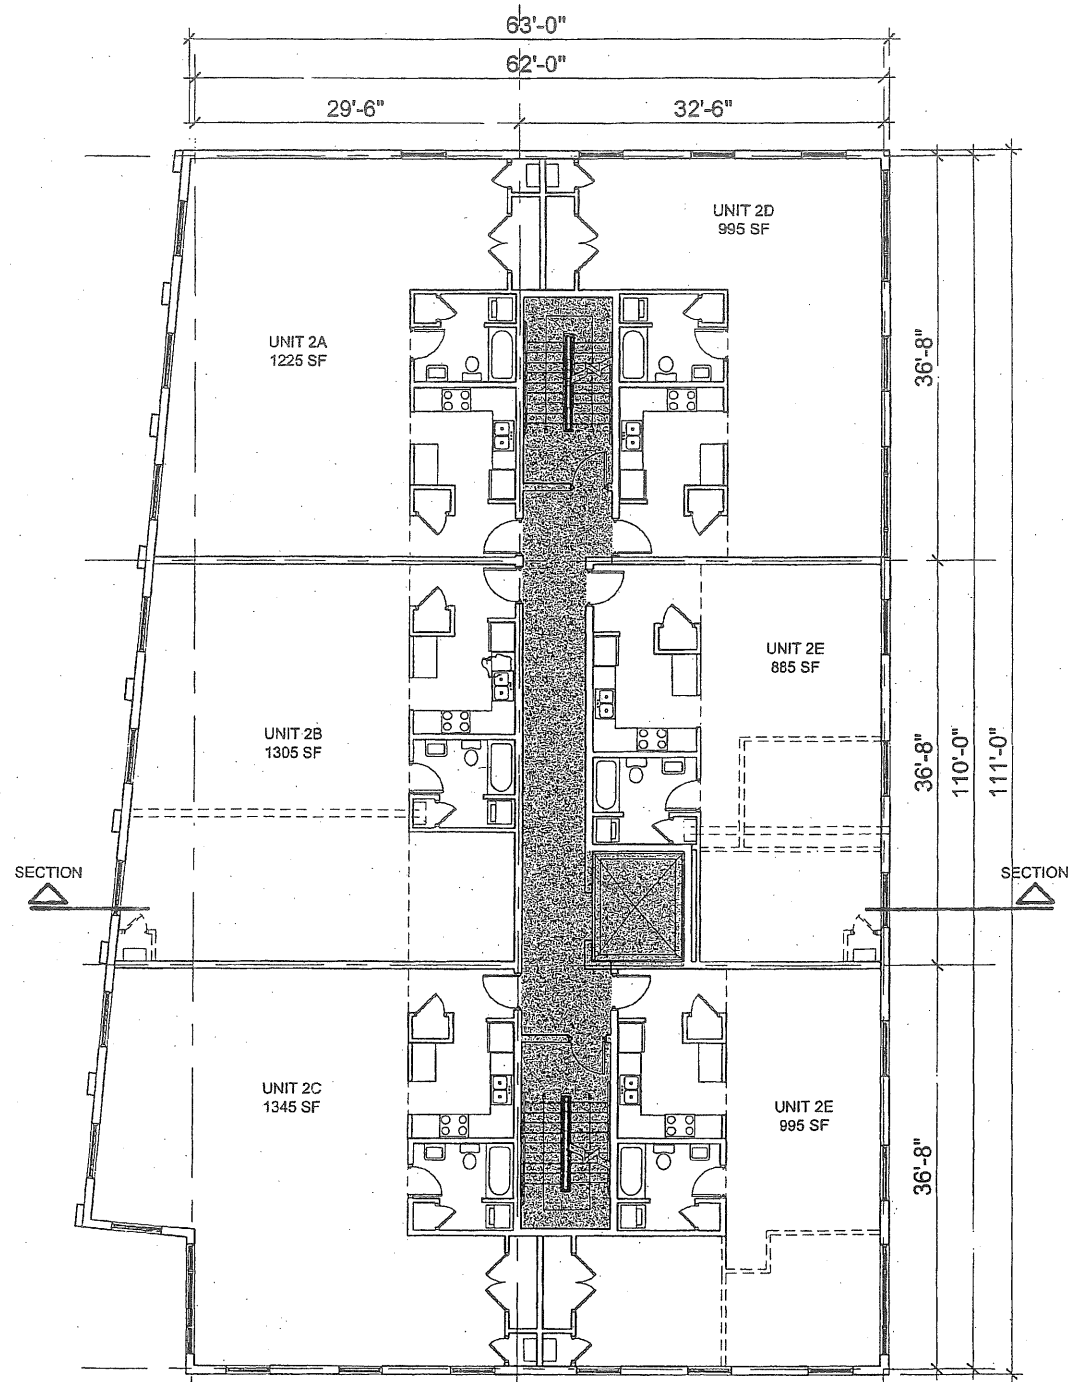 63'-0"
62'-0"
29'-6"
32'-6"
UNIT 2D
995 SF
UNIT 2A
1225 SF
36'-8"
UNIT 2E
885 SF
UNIT 2B
1305 SF
36'-8"
110'-0"
111'-0"
SECTION
SECTION
UNIT 2C
1345 SF
UNIT 2E
995 SF
36'-8"